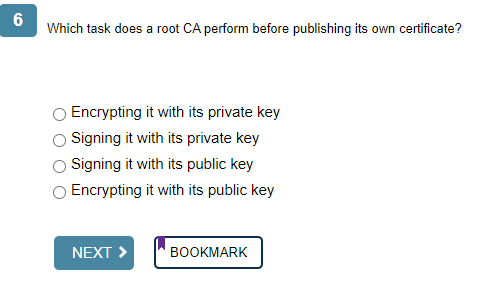 6
Which task does a root CA perform before publishing its own certificate?
Encrypting it with its private key
Signing it with its private key
Signing it with its public key
Encrypting it with its public key
NEXT
BOOKMARK